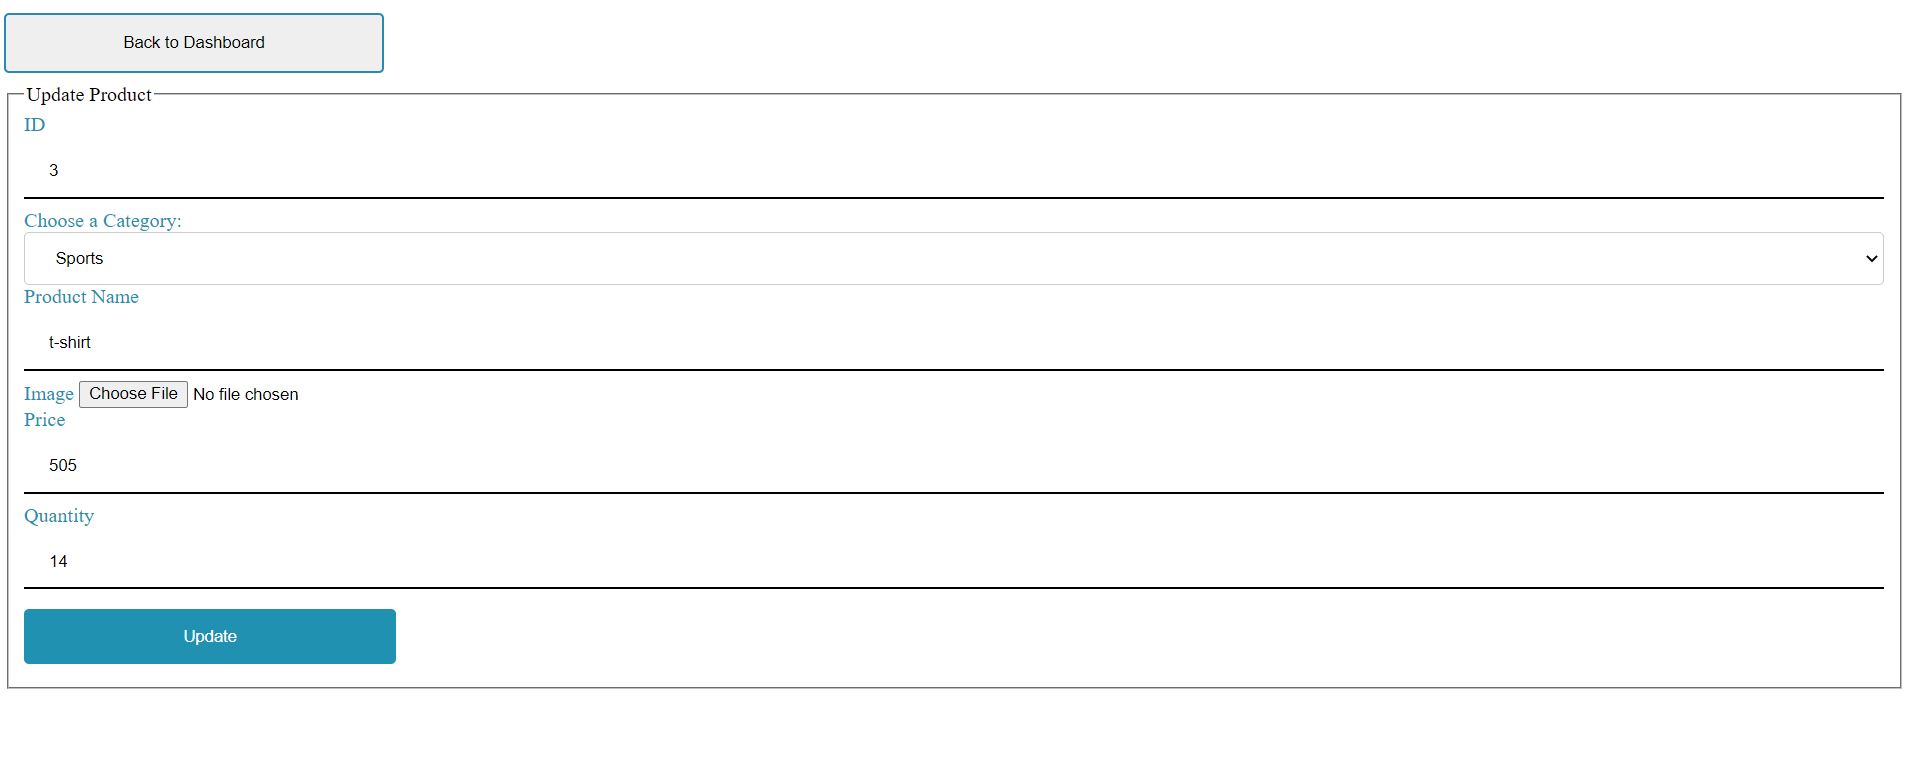 Back to Dashboard
Update Product
ID
3
Choose a Category:
Sports
Product Name
t-shirt
Image Choose File No file chosen
Price
505
Quantity
14
Update